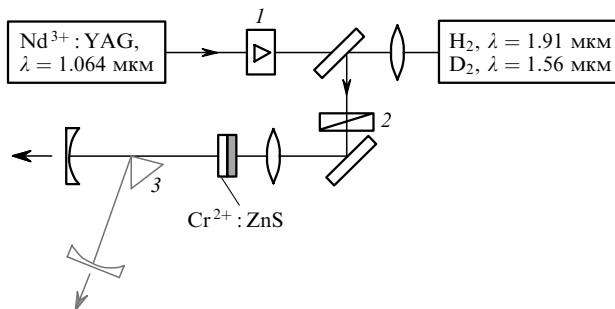 1
Nd³⁺ : YAG,
λ = 1.064 мкм
H₂, λ = 1.91 мкм
D₂, λ = 1.56 мкм
2
3
Cr²⁺ : ZnS